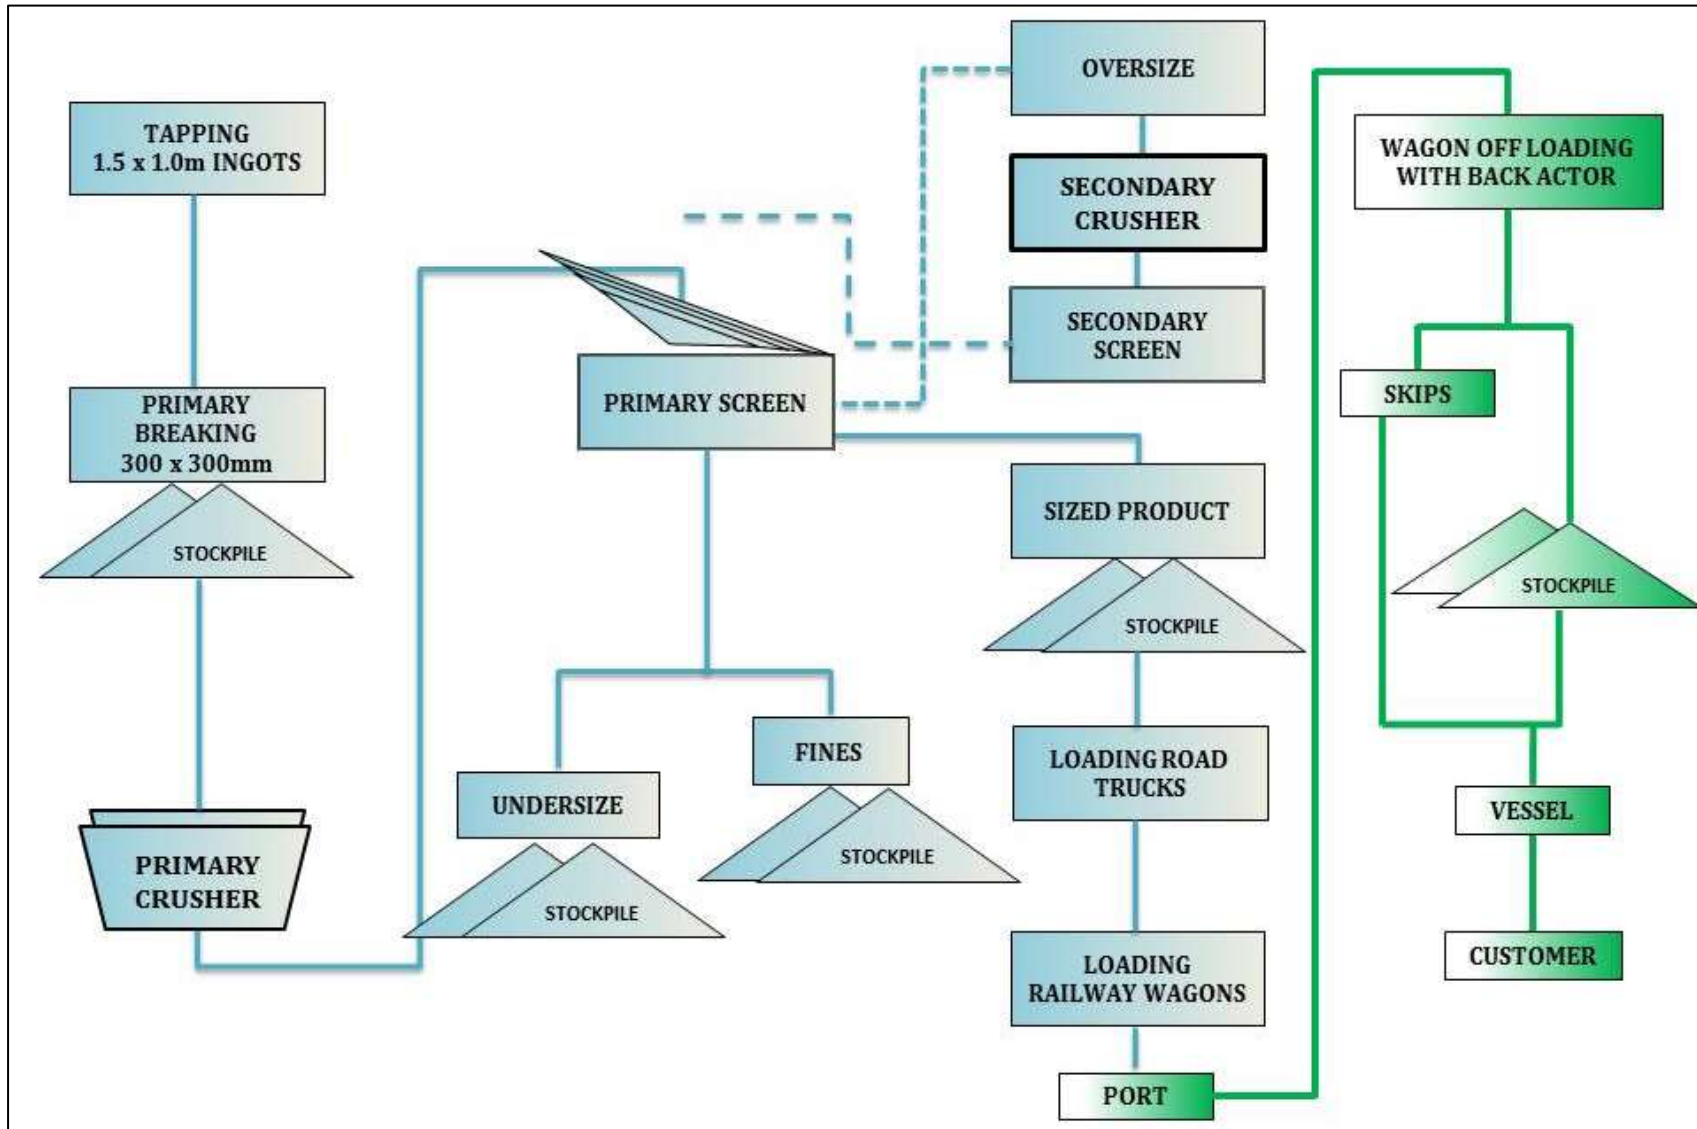 TAPPING
1.5 x 1.0m INGOTS
PRIMARY
BREAKING
300 x 300mm
STOCKPILE
PRIMARY
CRUSHER
PRIMARY SCREEN
UNDERSIZE
STOCKPILE
FINES
STOCKPILE
OVERSIZE
SECONDARY
CRUSHER
SECONDARY
SCREEN
SIZED PRODUCT
STOCKPILE
LOADING ROAD
TRUCKS
LOADING
RAILWAY WAGONS
PORT
WAGON OFF LOADING
WITH BACK ACTOR
SKIPS
STOCKPILE
VESSEL
CUSTOMER